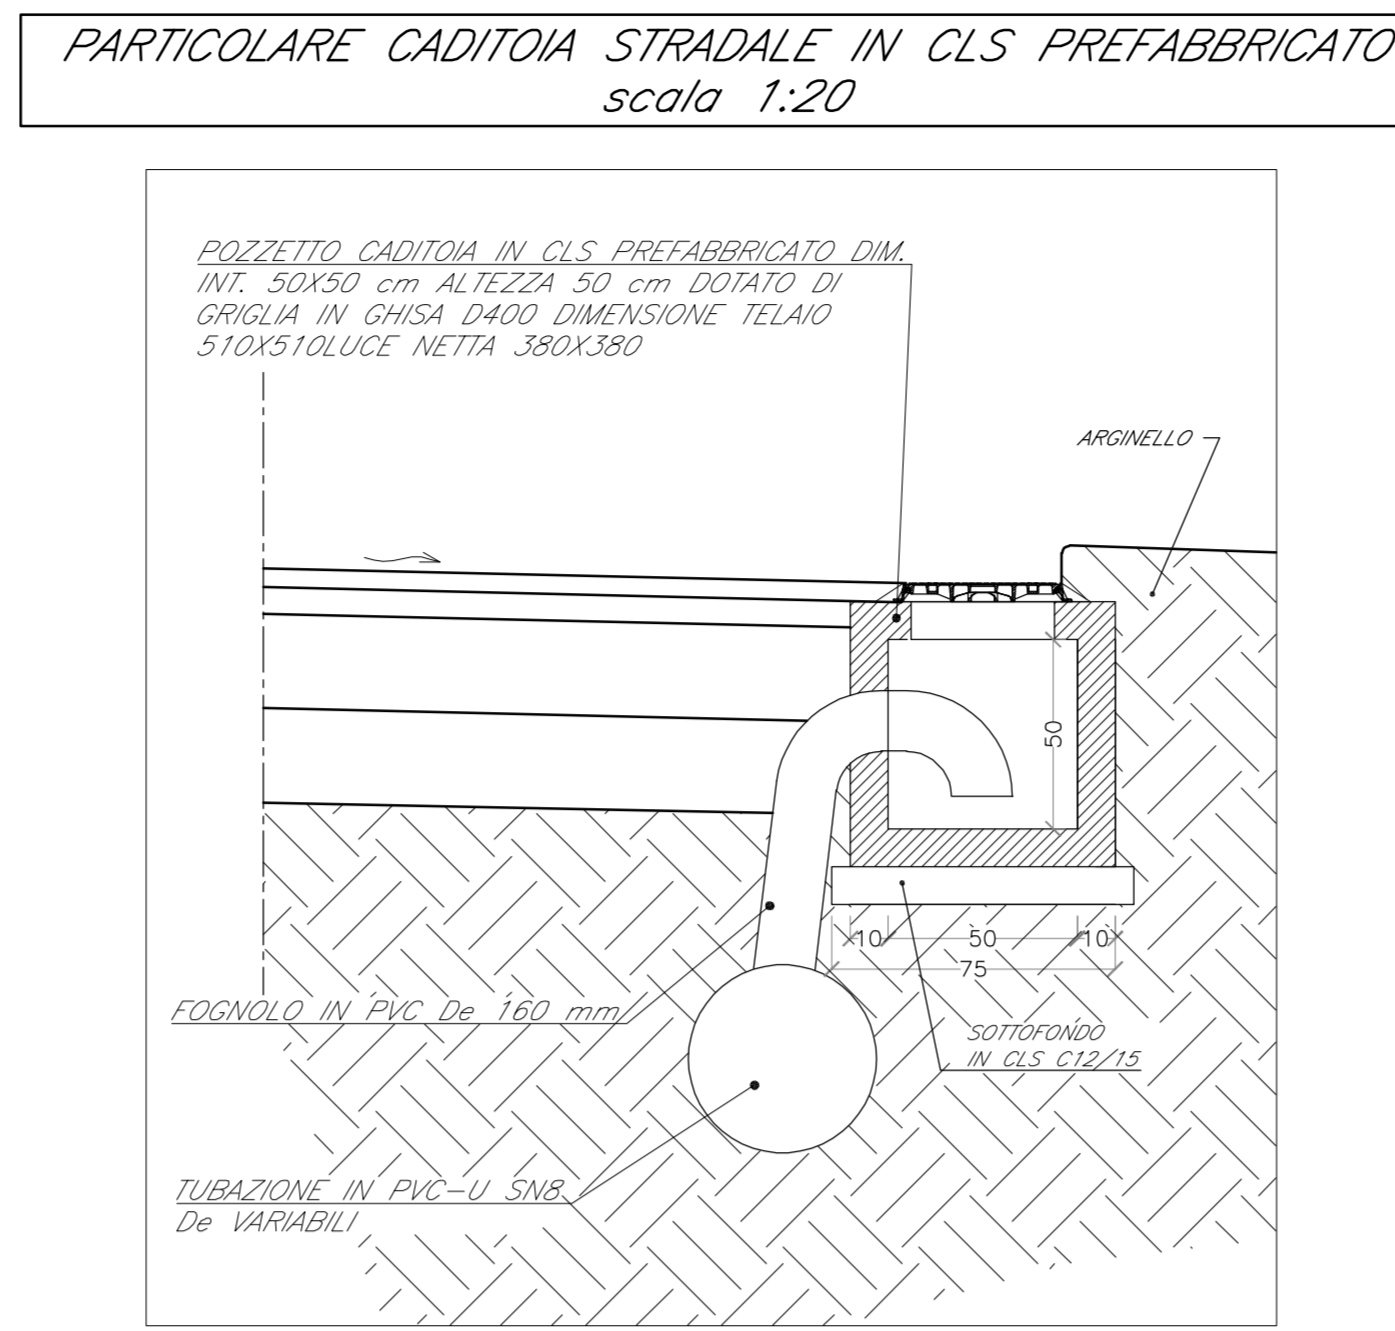 PARTICOLARE CADITOIA STRADALE IN CLS PREFABBRICATO
scala 1:20
POZZETTO CADITOIA IN CLS PREFABBRICATO DIM.
INT. 50X50 cm ALTEZZA 50 cm DOTATO DI
GRIGLIA IN GHISA D400 DIMENSIONE TELAIO
510X510LUCE NETTA 380X380
ARGINELLO
50
10 50 10
75
FOGNOLO IN PVC De 160 mm
SOTTOFONDO
IN CLS C12/15
TUBAZIONE IN PVC-U SN8
De VARIABILI